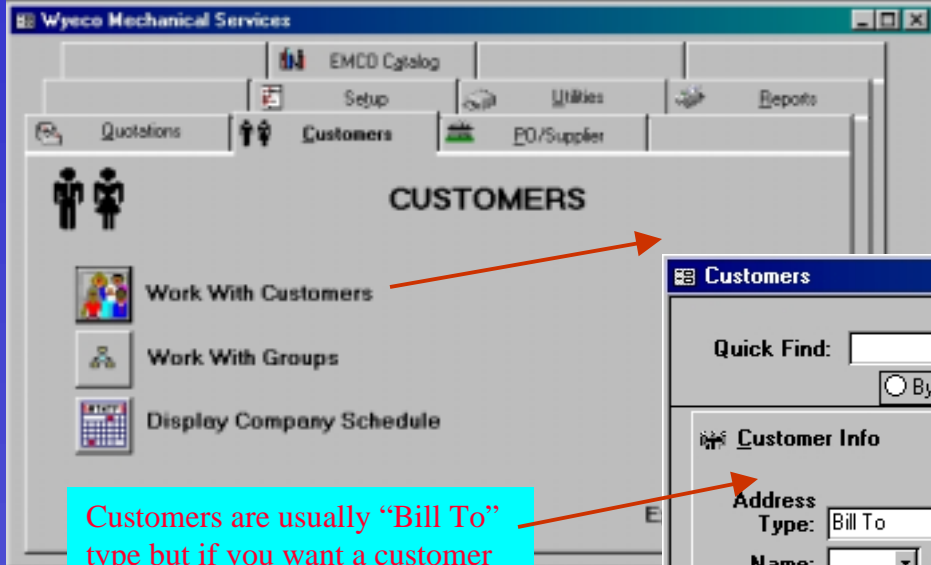 Wyeco Mechanical Services
EMCO Catalog
Setup
Utilities
Reports
Quotations
Customers
PO/Supplier
CUSTOMERS
Work With Customers
Work With Groups
Display Company Schedule
Customers
Quick Find:
By
Customer Info
Address
Type: Bill To
Name:
Customers are usually “Bill To”
type but if you want a customer